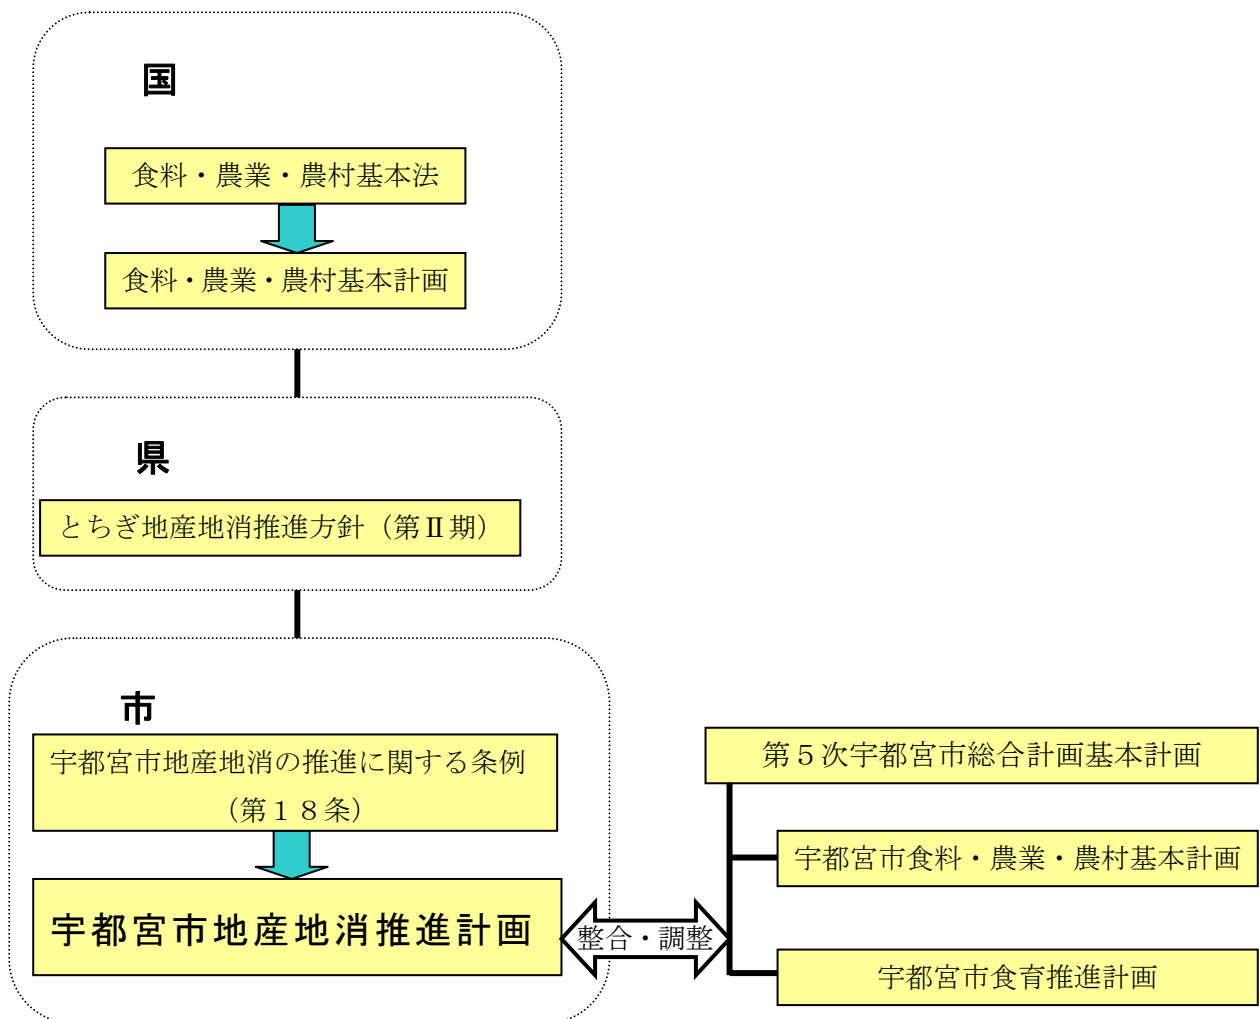 国
食料・農業・農村基本法
食料・農業・農村基本計画
県
とちぎ地産地消推進方針（第Ⅱ期）
市
宇都宮市地産地消の推進に関する条例
（第１８条）
宇都宮市地産地消推進計画
整合・調整
第５次宇都宮市総合計画基本計画
宇都宮市食料・農業・農村基本計画
宇都宮市食育推進計画